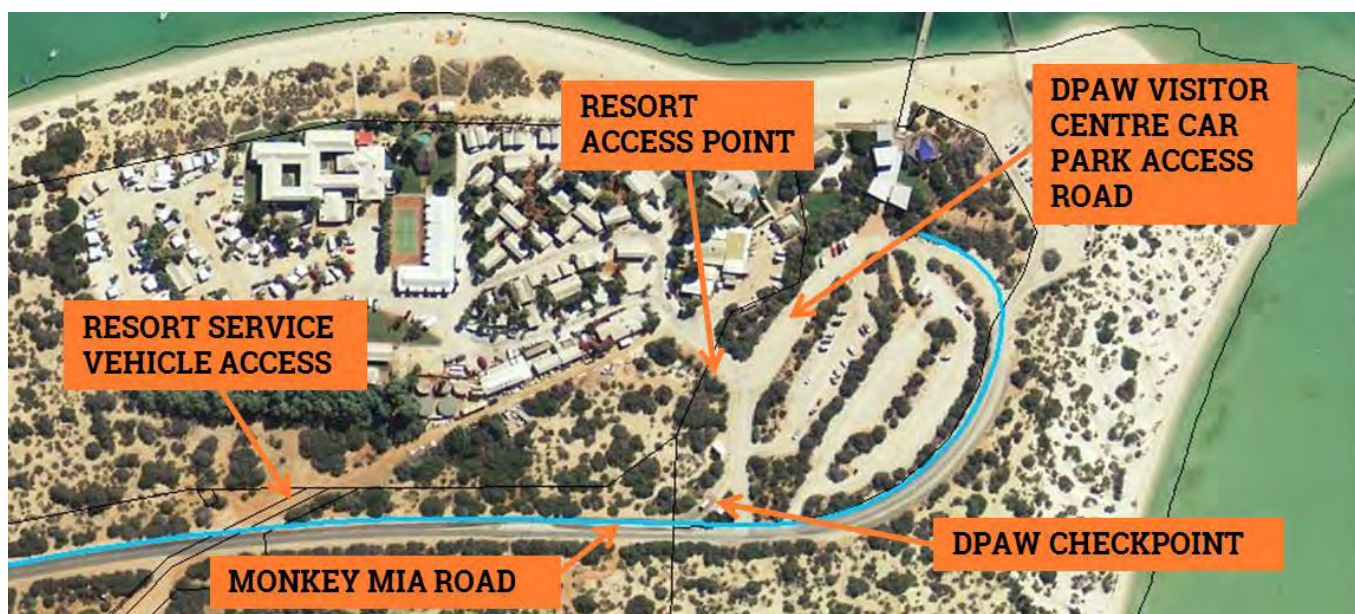 RESORT
ACCESS POINT
DPAW VISITOR
CENTRE CAR
PARK ACCESS
ROAD
RESORT SERVICE
VEHICLE ACCESS
DPAW CHECKPOINT
MONKEY MIA ROAD